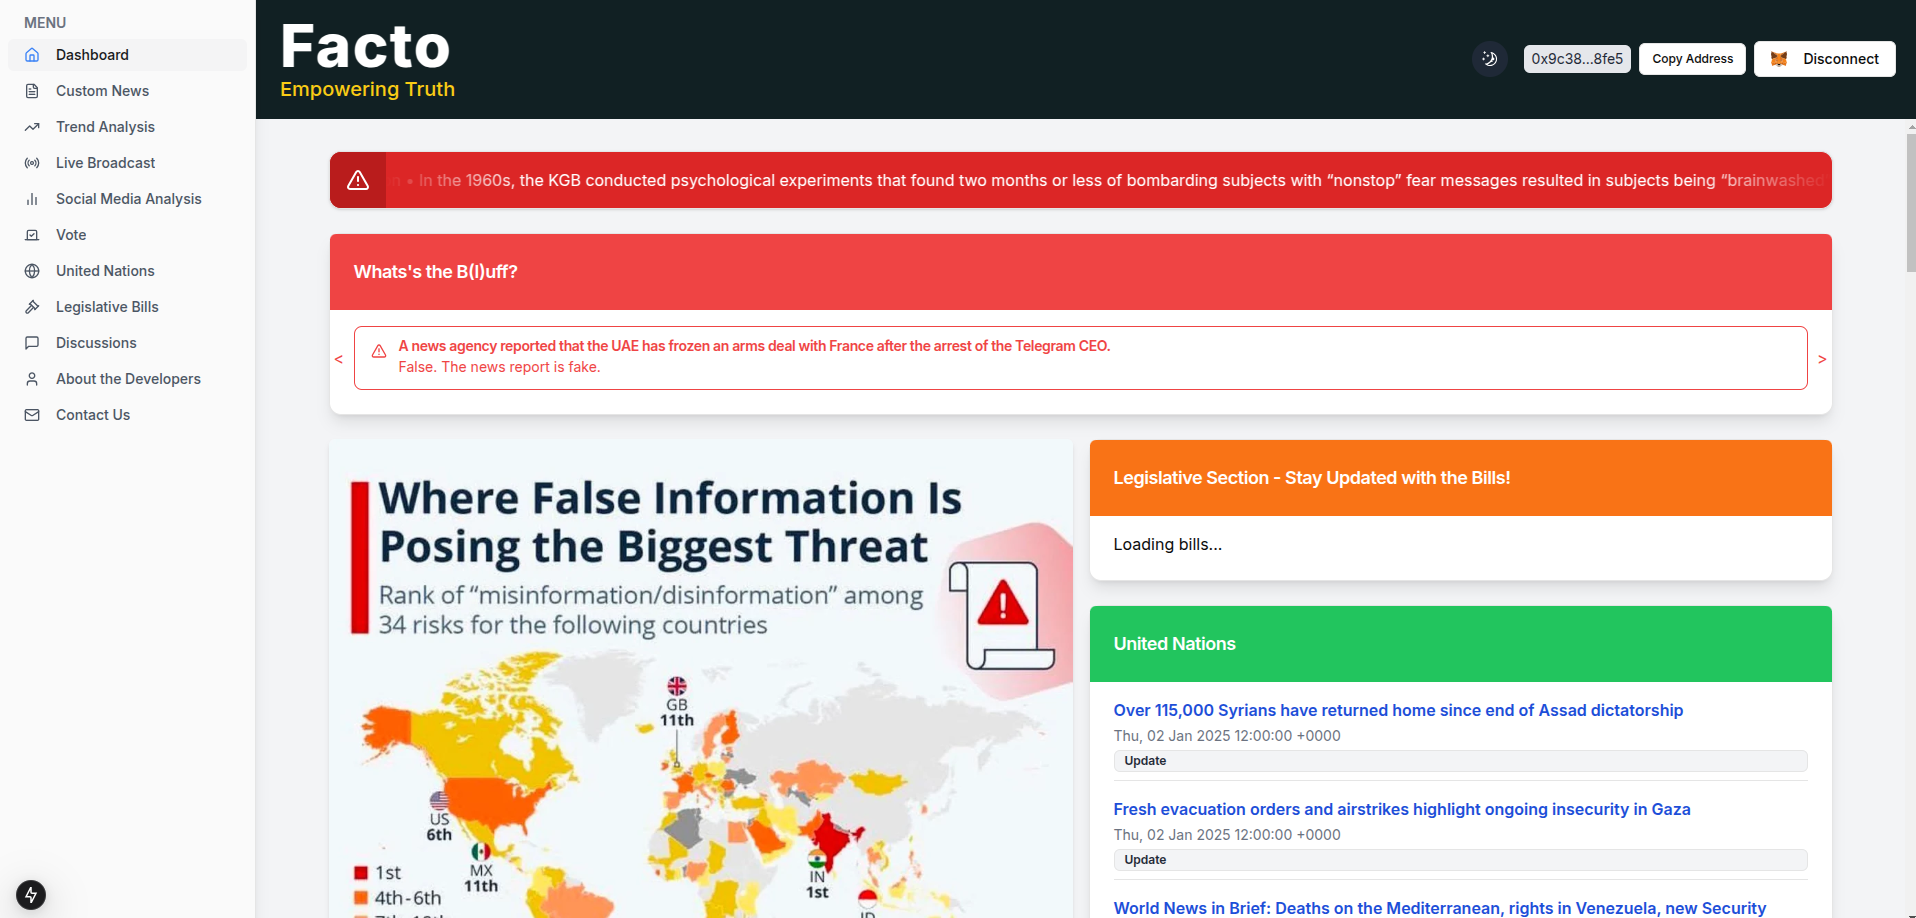 MENU
Dashboard
Custom News
Trend Analysis
Live Broadcast
Social Media Analysis
Vote
United Nations
Legislative Bills
Discussions
About the Developers
Contact Us
Facto
Empowering Truth
0x9c38...8fe5
Copy Address
Disconnect
n • In the 1960s, the KGB conducted psychological experiments that found two months or less of bombarding subjects with “nonstop” fear messages resulted in subjects being “brainwashed
Whats's the B(l)uff?
<
A news agency reported that the UAE has frozen an arms deal with France after the arrest of the Telegram CEO.
False. The news report is fake.
>
Where False Information Is
Posing the Biggest Threat
Rank of “misinformation/disinformation” among
34 risks for the following countries
GB
11th
US
6th
MX
11th
IN
1st
ID
1st
4th-6th
Legislative Section - Stay Updated with the Bills!
Loading bills...
United Nations
Over 115,000 Syrians have returned home since end of Assad dictatorship
Thu, 02 Jan 2025 12:00:00 +0000
Update
Fresh evacuation orders and airstrikes highlight ongoing insecurity in Gaza
Thu, 02 Jan 2025 12:00:00 +0000
Update
World News in Brief: Deaths on the Mediterranean, rights in Venezuela, new Security